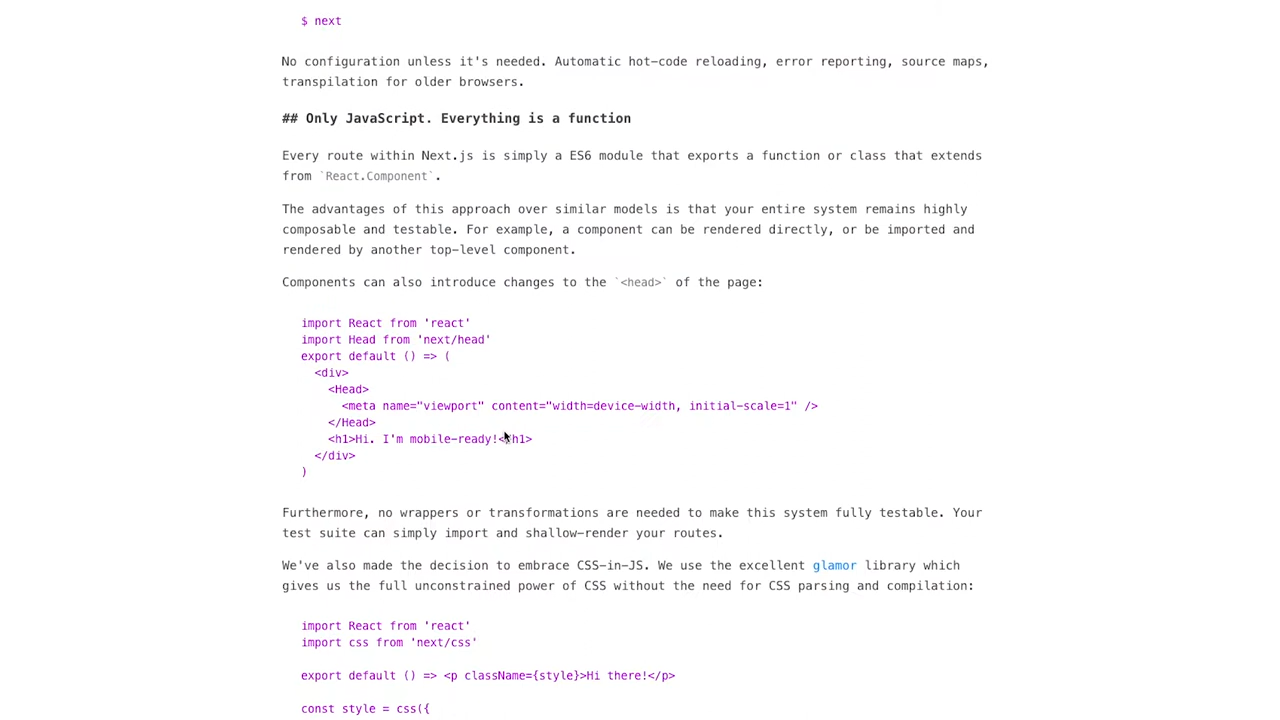 $ next
No configuration unless it's needed. Automatic hot-code reloading, error reporting, source maps,
transpilation for older browsers.
## Only JavaScript. Everything is a function
Every route within Next.js is simply a ES6 module that exports a function or class that extends
from `React.Component`.
The advantages of this approach over similar models is that your entire system remains highly
composable and testable. For example, a component can be rendered directly, or be imported and
rendered by another top-level component.
Components can also introduce changes to the `<head>` of the page:
import React from 'react'
import Head from 'next/head'
export default () => (
  <div>
    <Head>
      <meta name="viewport" content="width=device-width, initial-scale=1" />
    </Head>
    <h1>Hi. I'm mobile-ready!</h1>
  </div>
)
Furthermore, no wrappers or transformations are needed to make this system fully testable. Your
test suite can simply import and shallow-render your routes.
We've also made the decision to embrace CSS-in-JS. We use the excellent glamor library which
gives us the full unconstrained power of CSS without the need for CSS parsing and compilation:
import React from 'react'
import css from 'next/css'
export default () => <p className={style}>Hi there!</p>
const style = css({